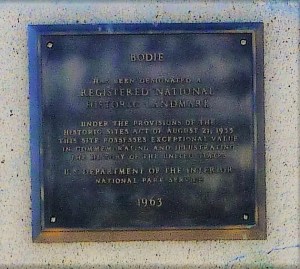 BODIE
HAS BEEN DESIGNATED A
REGISTERED NATIONAL
HISTORIC LANDMARK
UNDER THE PROVISIONS OF THE
HISTORIC SITES ACT OF AUGUST 21, 1935
THIS SITE POSSESSES EXCEPTIONAL VALUE
IN COMMEMORATING AND ILLUSTRATING
THE HISTORY OF THE UNITED STATES
U.S. DEPARTMENT OF THE INTERIOR
NATIONAL PARK SERVICE
1963